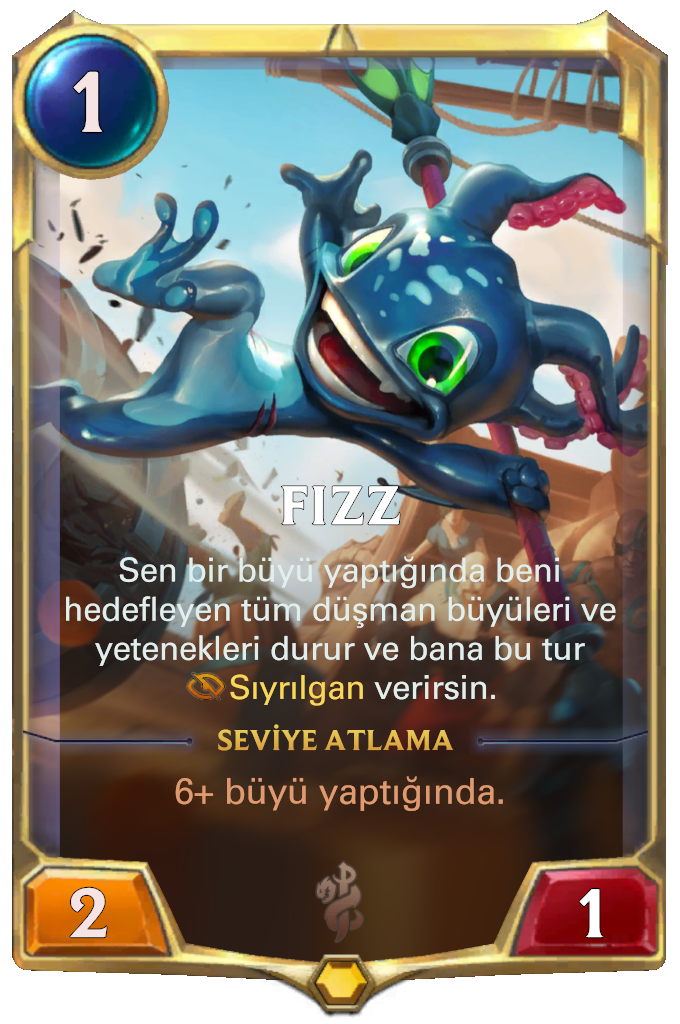 1
FIZZ
Sen bir büyü yaptığında beni
hedefleyen tüm düşman büyüleri ve
yetenekleri durur ve bana bu tur
Sıyrılgan verirsin.
SEVİYE ATLAMA
6+ büyü yaptığında.
2
1